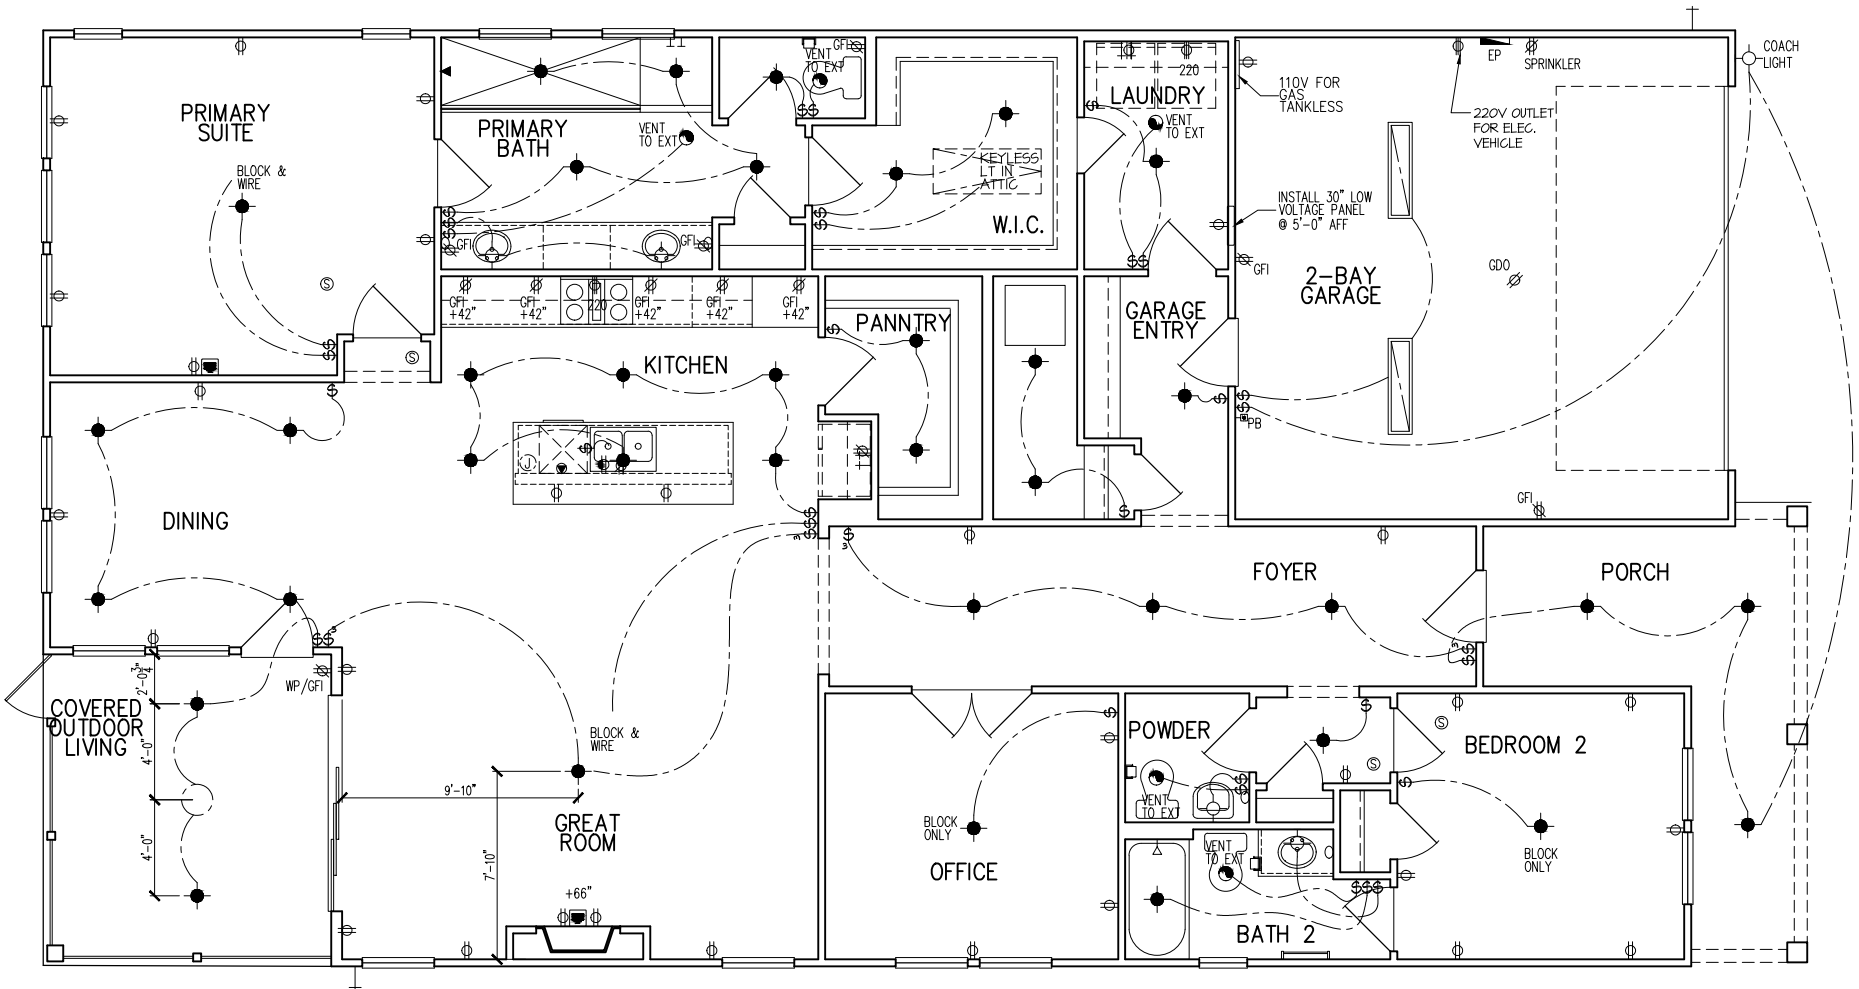 COACH
LIGHT
GFI
VENT
TO EXT
220
EP
SPRINKLER
110V FOR
GAS
TANKLESS
LAUNDRY
220V OUTLET
FOR ELEC.
VEHICLE
PRIMARY
SUITE
PRIMARY
BATH
VENT
TO EXT
VENT
TO EXT
KEYLESS
LT IN
ATTIC
BLOCK &
WIRE
INSTALL 30" LOW
VOLTAGE PANEL
@ 5'-0" AFF
W.I.C.
GFI
GFI
GFI
GDO
2-BAY
GARAGE
S
GFI
+42"
GFI
+42"
220
GFI
+42"
GFI
+42"
GFI
+42"
PANNTRY
GARAGE
ENTRY
S
KITCHEN
PB
J
GFI
DINING
3
3
FOYER
PORCH
3
3
2'-0¾"
WP/GFI
COVERED
OUTDOOR
LIVING
BLOCK &
WIRE
POWDER
S
BEDROOM 2
4'-0"
S
9'-10"
VENT
TO EXT
GREAT
ROOM
BLOCK
ONLY
4'-0"
7'-10"
VENT
TO EXT
BLOCK
ONLY
OFFICE
+66"
BATH 2